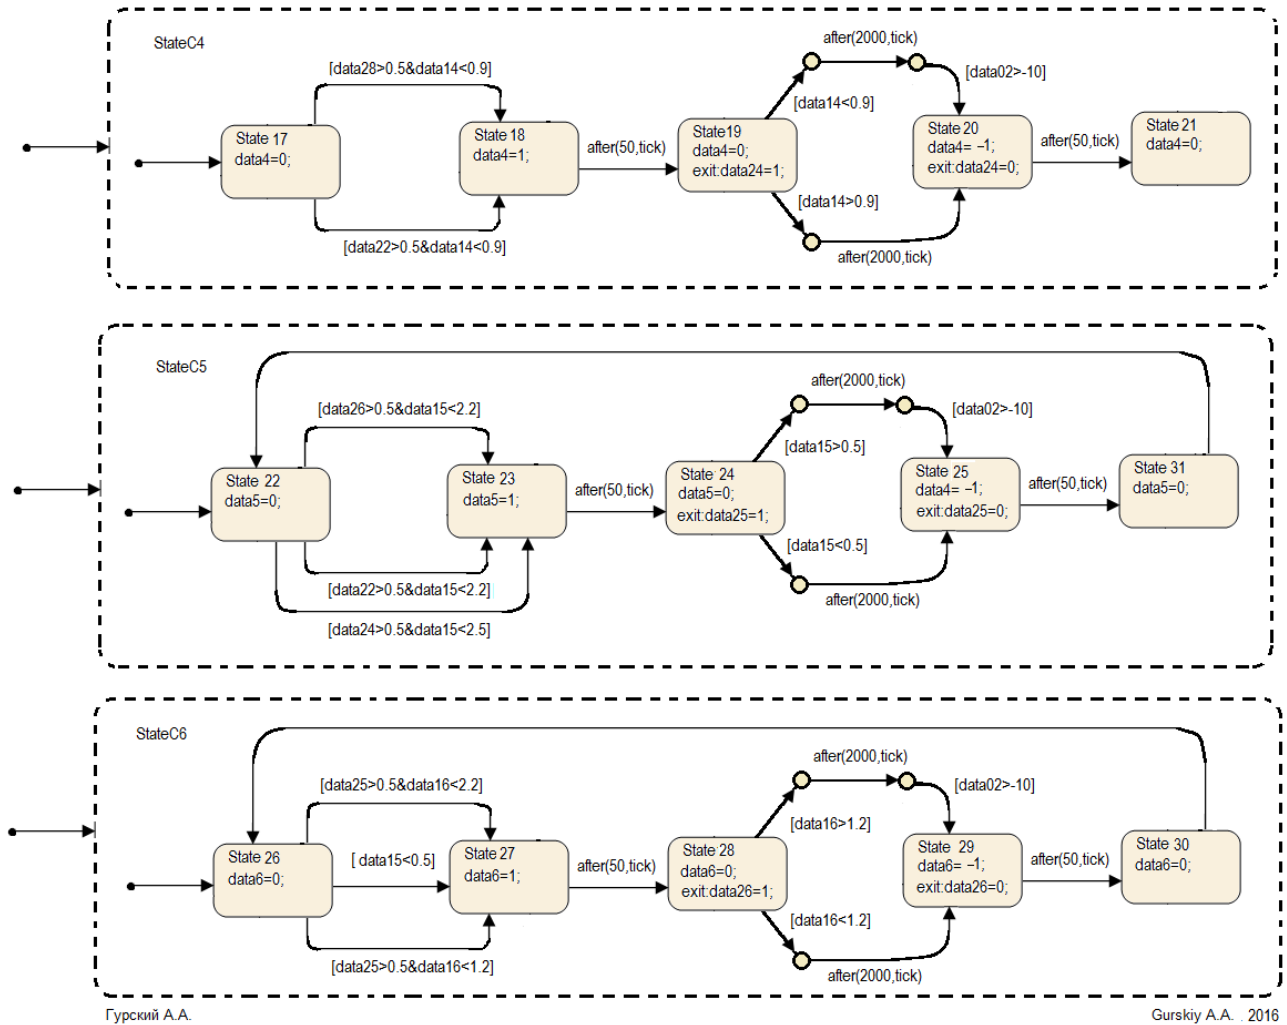 StateC4
after(2000,tick)
[data28>0.5&data14<0.9]
[data02>-10]
[data14<0.9]
State 17
data4=0;
State 18
data4=1;
after(50,tick)
State19
data4=0;
exit:data24=1;
State 20
data4= −1;
exit:data24=0;
after(50,tick)
State 21
data4=0;
[data14>0.9]
[data22>0.5&data14<0.9]
after(2000,tick)
StateC5
after(2000,tick)
[data26>0.5&data15<2.2]
[data02>-10]
[data15>0.5]
State 22
data5=0;
State 23
data5=1;
after(50,tick)
State 24
data5=0;
exit:data25=1;
State 25
data4= −1;
exit:data25=0;
after(50,tick)
State 31
data5=0;
[data15<0.5]
[data22>0.5&data15<2.2]
after(2000,tick)
[data24>0.5&data15<2.5]
StateC6
after(2000,tick)
[data25>0.5&data16<2.2]
[data02>-10]
[data16>1.2]
State 26
data6=0;
[ data15<0.5]
State 27
data6=1;
after(50,tick)
State 28
data6=0;
exit:data26=1;
State 29
data6= −1;
exit:data26=0;
after(50,tick)
State 30
data6=0;
[data16<1.2]
[data25>0.5&data16<1.2]
after(2000,tick)
Гурский А.А.
Gurskiy A.A. . 2016